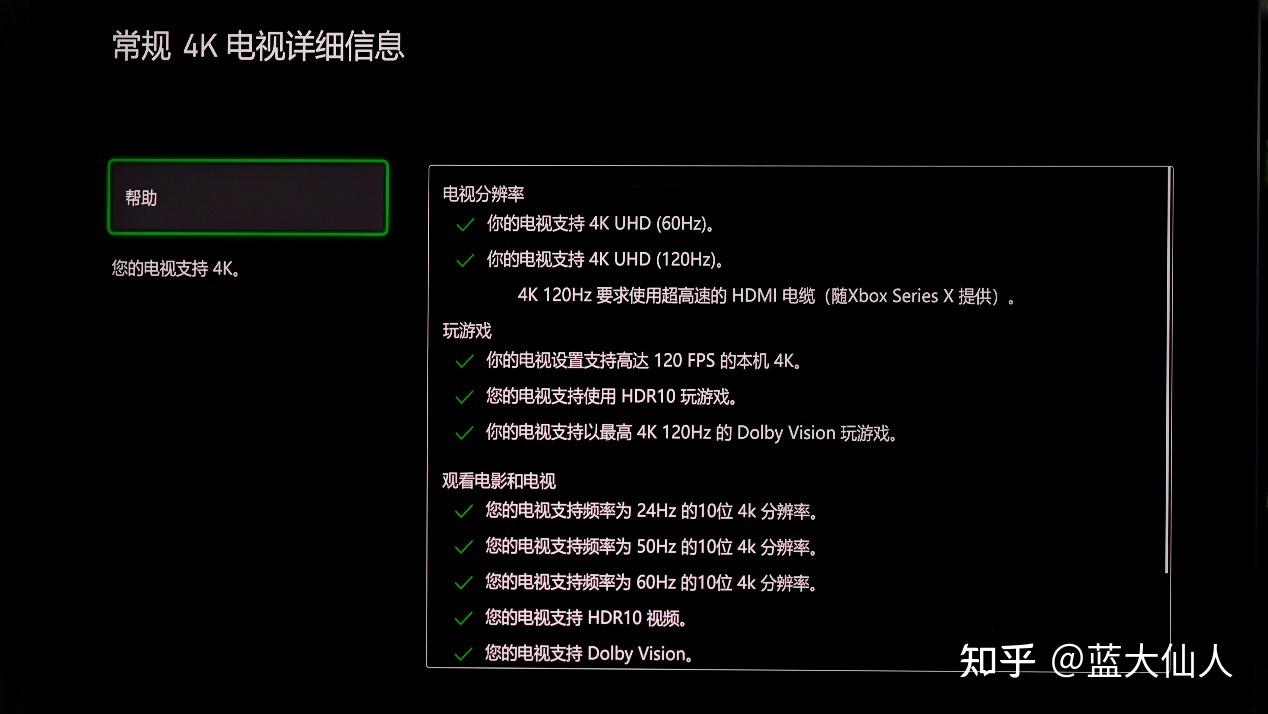 常规 4K 电视详细信息
帮助
您的电视支持 4K。
电视分辨率
你的电视支持 4K UHD (60Hz)。
你的电视支持 4K UHD (120Hz)。
4K 120Hz 要求使用超高速的 HDMI 电缆（随Xbox Series X 提供）。
玩游戏
你的电视设置支持高达 120 FPS 的本机 4K。
您的电视支持使用 HDR10 玩游戏。
你的电视支持以最高 4K 120Hz 的 Dolby Vision 玩游戏。
观看电影和电视
您的电视支持频率为 24Hz 的10位 4k 分辨率。
您的电视支持频率为 50Hz 的10位 4k 分辨率。
您的电视支持频率为 60Hz 的10位 4k 分辨率。
您的电视支持 HDR10 视频。
您的电视支持 Dolby Vision。
知乎 @蓝大仙人